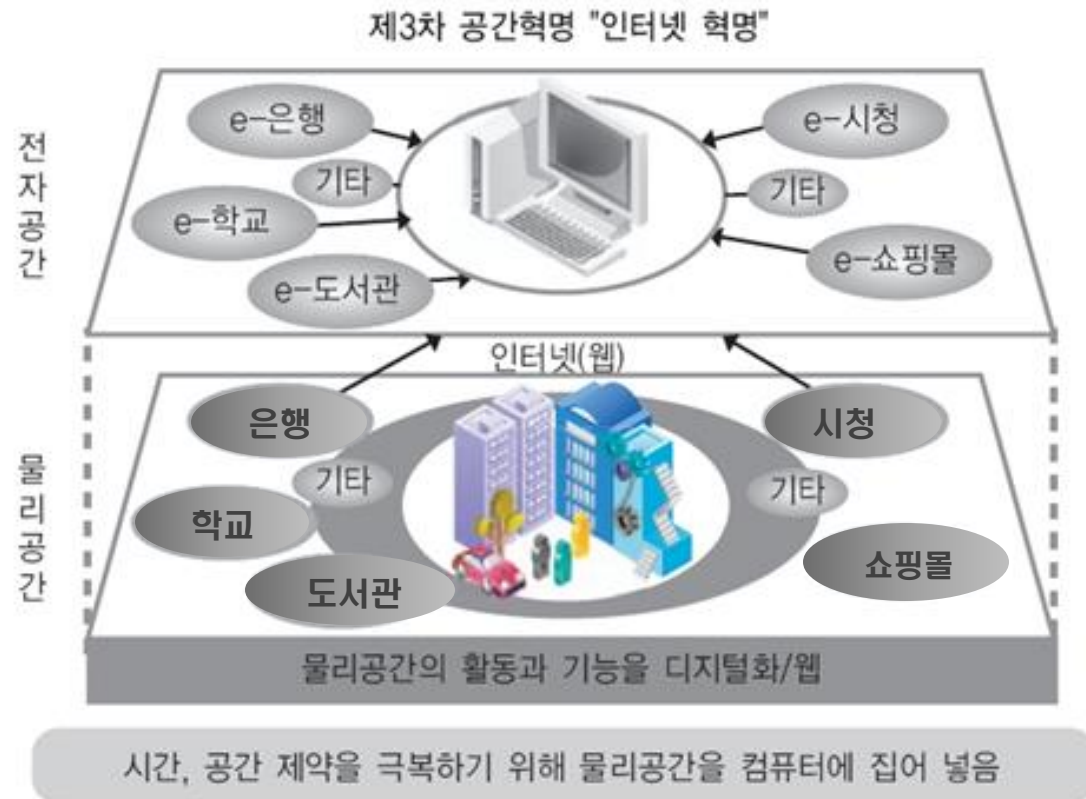 제3차 공간혁명 "인터넷 혁명"
전자공간
e-은행
e-시청
기타
기타
e-학교
e-쇼핑몰
e-도서관
인터넷(웹)
물리공간
은행
시청
기타
기타
학교
쇼핑몰
도서관
물리공간의 활동과 기능을 디지털화/웹
시간, 공간 제약을 극복하기 위해 물리공간을 컴퓨터에 집어 넣음